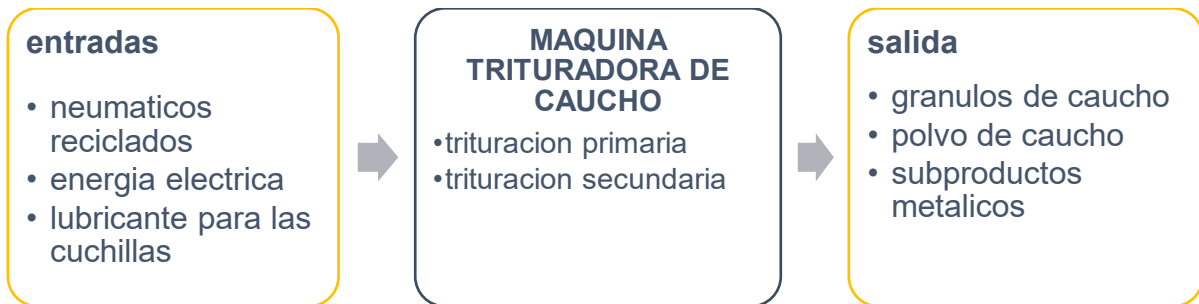 entradas
• neumaticos
reciclados
• energia electrica
• lubricante para las
cuchillas
MAQUINA
TRITURADORA DE
CAUCHO
•trituracion primaria
•trituracion secundaria
salida
• granulos de caucho
• polvo de caucho
• subproductos
metalicos